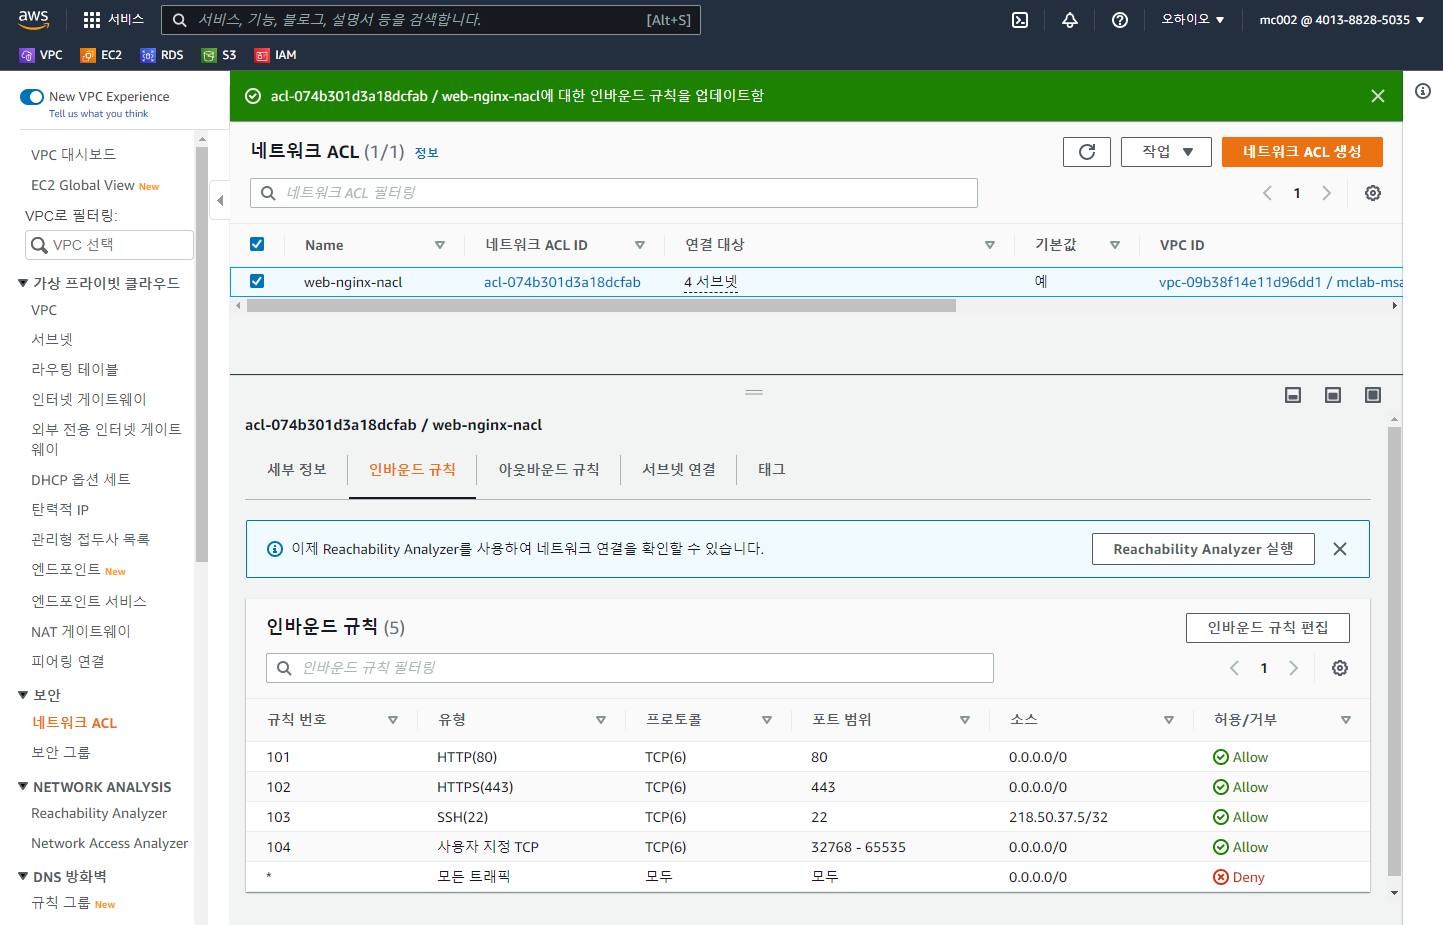 aws
서비스
서비스, 기능, 블로그, 설명서 등을 검색합니다. [Alt+S]
오하이오 ▼
mc002 @ 4013-8828-5035 ▼
VPC EC2 RDS S3 IAM
New VPC Experience
Tell us what you think
VPC 대시보드
EC2 Global View New
VPC로 필터링:
VPC 선택
▼ 가상 프라이빗 클라우드
VPC
서브넷
라우팅 테이블
인터넷 게이트웨이
외부 전용 인터넷 게이트
웨이
DHCP 옵션 세트
탄력적 IP
관리형 접두사 목록
엔드포인트 New
엔드포인트 서비스
NAT 게이트웨이
피어링 연결
▼ 보안
네트워크 ACL
보안 그룹
▼ NETWORK ANALYSIS
Reachability Analyzer
Network Access Analyzer
▼ DNS 방화벽
규칙 그룹 New
acl-074b301d3a18dcfab / web-nginx-nacl에 대한 인바운드 규칙을 업데이트함
네트워크 ACL (1/1) 정보
작업 ▼
네트워크 ACL 생성
네트워크 ACL 필터링
1
Name 네트워크 ACL ID 연결 대상 기본값 VPC ID
web-nginx-nacl acl-074b301d3a18dcfab 4 서브넷 예 vpc-09b38f14e11d96dd1 / mclab-msa
acl-074b301d3a18dcfab / web-nginx-nacl
세부 정보 인바운드 규칙 아웃바운드 규칙 서브넷 연결 태그
이제 Reachability Analyzer를 사용하여 네트워크 연결을 확인할 수 있습니다.
Reachability Analyzer 실행
인바운드 규칙 (5)
인바운드 규칙 편집
인바운드 규칙 필터링
1
규칙 번호 유형 프로토콜 포트 범위 소스 허용/거부
101 HTTP(80) TCP(6) 80 0.0.0.0/0 Allow
102 HTTPS(443) TCP(6) 443 0.0.0.0/0 Allow
103 SSH(22) TCP(6) 22 218.50.37.5/32 Allow
104 사용자 지정 TCP TCP(6) 32768 - 65535 0.0.0.0/0 Allow
* 모든 트래픽 모두 모두 0.0.0.0/0 Deny